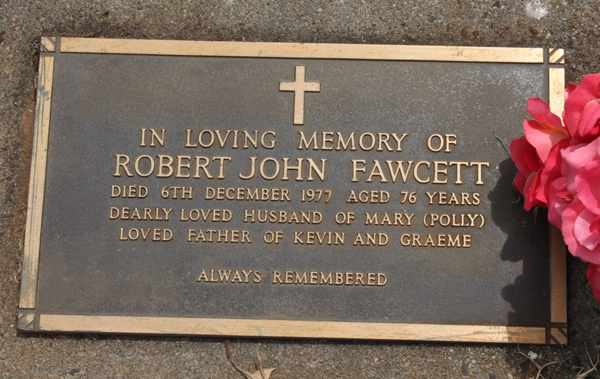 IN LOVING MEMORY OF
ROBERT JOHN FAWCETT
DIED 6TH DECEMBER 1977 AGED 76 YEARS
DEARLY LOVED HUSBAND OF MARY (POLLY)
LOVED FATHER OF KEVIN AND GRAEME
ALWAYS REMEMBERED